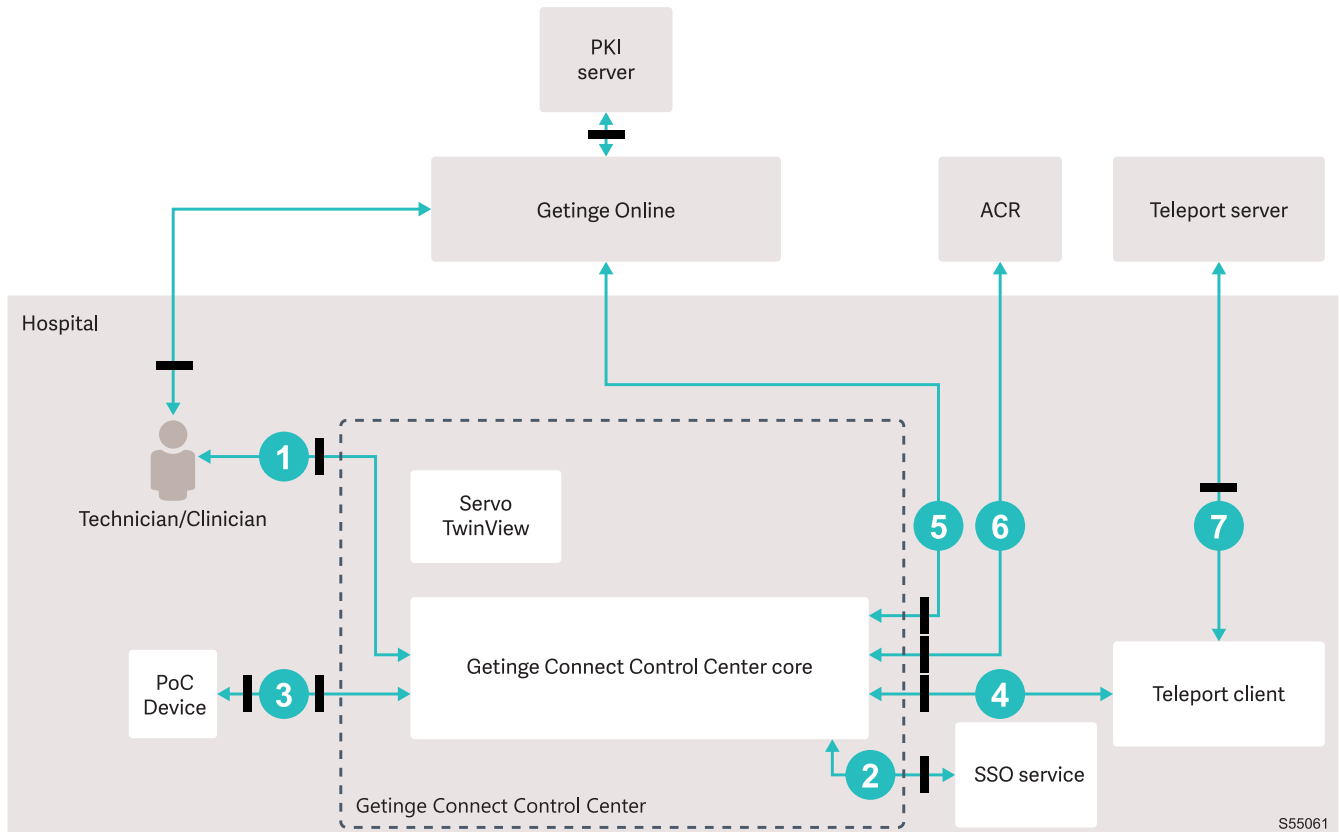 PKI
server
Getinge Online
ACR
Teleport server
Hospital
1
Technician/Clinician
Servo
TwinView
5
6
7
Getinge Connect Control Center core
PoC
Device
3
4
Teleport client
2
SSO service
Getinge Connect Control Center
S55061